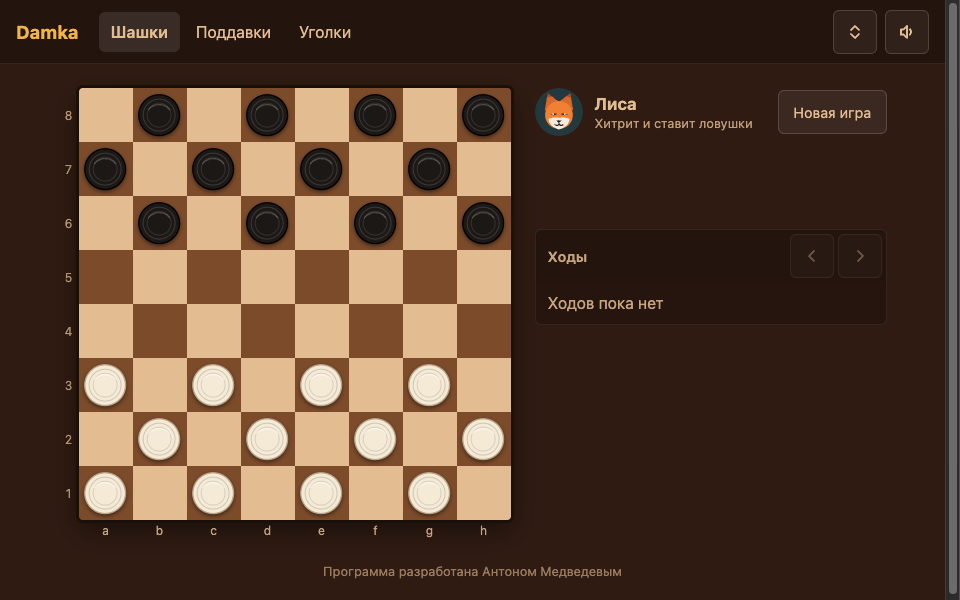 Damka Шашки Поддавки Уголки
Лиса
Хитрит и ставит ловушки
Новая игра
Ходы
Ходов пока нет
8
7
6
5
4
3
2
1
a b c d e f g h
Программа разработана Антоном Медведевым